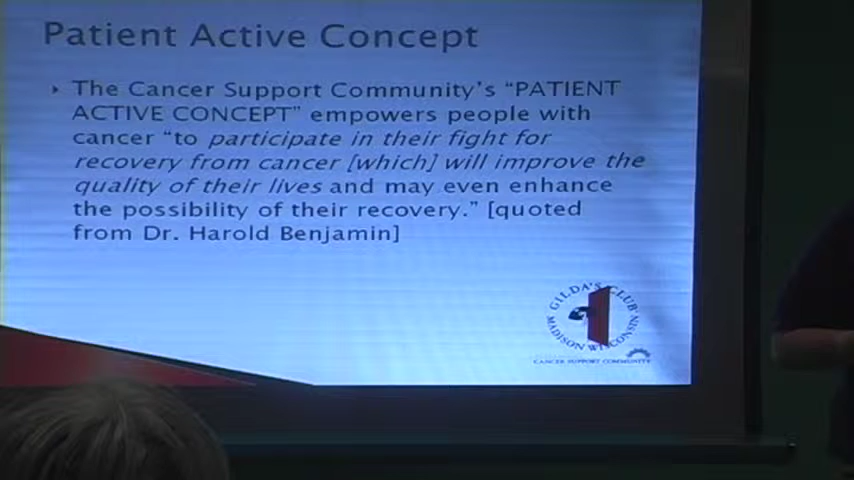 Patient Active Concept
The Cancer Support Community's "PATIENT
ACTIVE CONCEPT" empowers people with
cancer "to participate in their fight for
recovery from cancer [which] will improve the
quality of their lives and may even enhance
the possibility of their recovery." [quoted
from Dr. Harold Benjamin]
GILDA'S CLUB
MADISON WISCONSIN
CANCER SUPPORT COMMUNITY